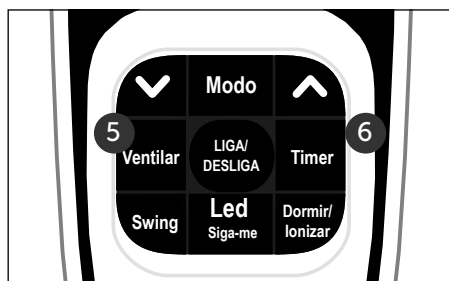 Modo
5
6
Ventilar
LIGA/
DESLIGA
Timer
Swing
Led
Siga-me
Dormir/
Ionizar